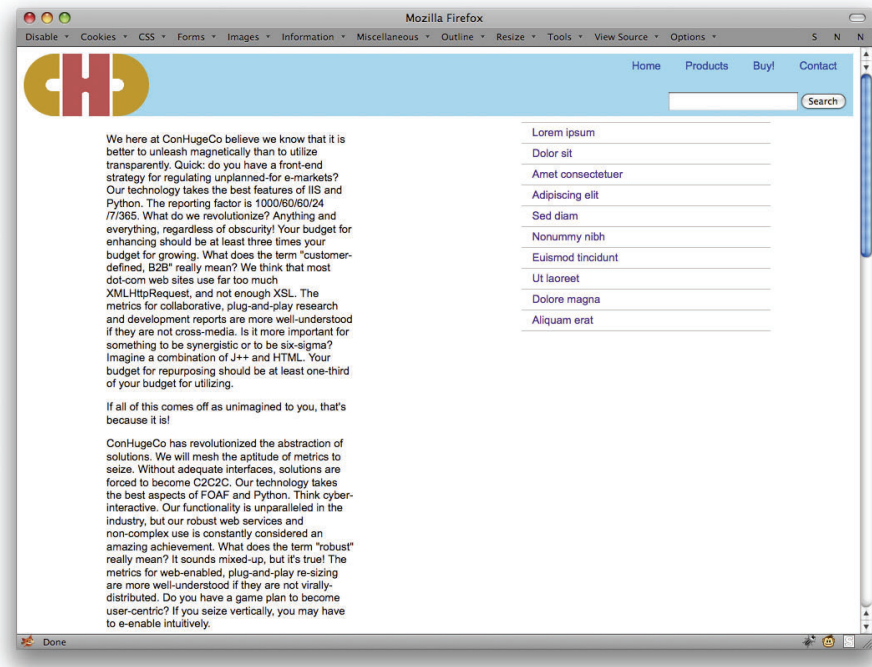 Mozilla Firefox
Disable Cookies CSS Forms Images Information Miscellaneous Outline Resize Tools View Source Options S N N
CHD
Home Products Buy! Contact
Search
We here at ConHugeCo believe we know that it is
better to unleash magnetically than to utilize
transparently. Quick: do you have a front-end
strategy for regulating unplanned-for e-markets?
Our technology takes the best features of IIS and
Python. The reporting factor is 1000/60/60/24
/7/365. What do we revolutionize? Anything and
everything, regardless of obscurity! Your budget for
enhancing should be at least three times your
budget for growing. What does the term "customer-
defined, B2B" really mean? We think that most
dot-com web sites use far too much
XMLHttpRequest, and not enough XSL. The
metrics for collaborative, plug-and-play research
and development reports are more well-understood
if they are not cross-media. Is it more important for
something to be synergistic or to be six-sigma?
Imagine a combination of J++ and HTML. Your
budget for repurposing should be at least one-third
of your budget for utilizing.
If all of this comes off as unimagined to you, that's
because it is!
ConHugeCo has revolutionized the abstraction of
solutions. We will mesh the aptitude of metrics to
seize. Without adequate interfaces, solutions are
forced to become C2C2C. Our technology takes
the best aspects of FOAF and Python. Think cyber-
interactive. Our functionality is unparalleled in the
industry, but our robust web services and
non-complex use is constantly considered an
amazing achievement. What does the term "robust"
really mean? It sounds mixed-up, but it's true! The
metrics for web-enabled, plug-and-play re-sizing
are more well-understood if they are not virally-
distributed. Do you have a game plan to become
user-centric? If you seize vertically, you may have
to e-enable intuitively.
Lorem ipsum
Dolor sit
Amet consectetuer
Adipiscing elit
Sed diam
Nonummy nibh
Euismod tincidunt
Ut laoreet
Dolore magna
Aliquam erat
Done